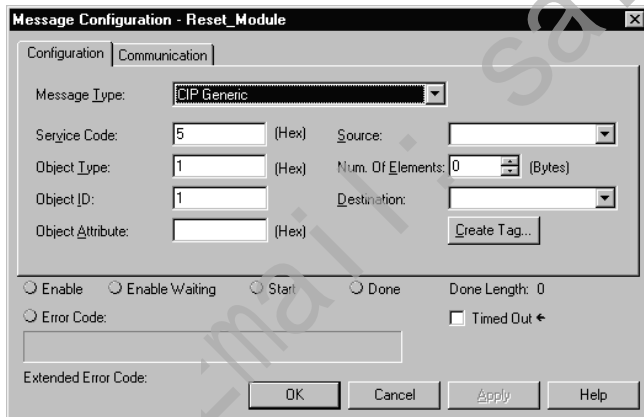 Message Configuration - Reset_Module
Configuration Communication
Message Type: CIP Generic
Service Code: 5 (Hex) Source:
Object Type: 1 (Hex) Num. Of Elements: 0 (Bytes)
Object ID: 1 Destination:
Object Attribute: (Hex) Create Tag...
Enable Enable Waiting Start Done Done Length: 0
Error Code: Timed Out ←
Extended Error Code:
OK Cancel Apply Help